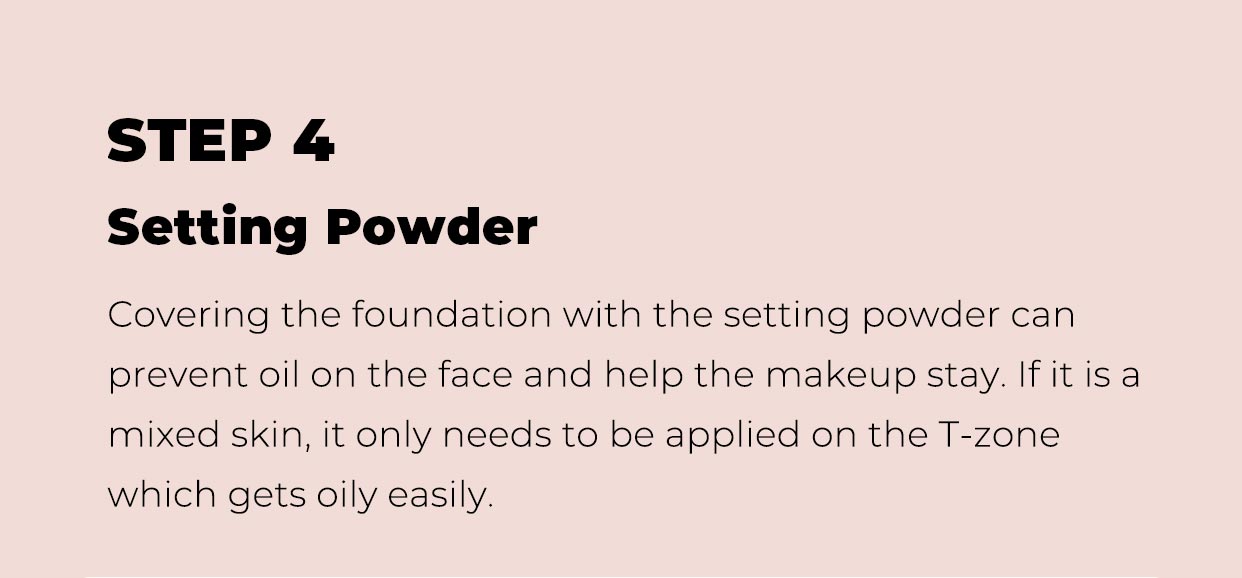 STEP 4
Setting Powder
Covering the foundation with the setting powder can
prevent oil on the face and help the makeup stay. If it is a
mixed skin, it only needs to be applied on the T-zone
which gets oily easily.